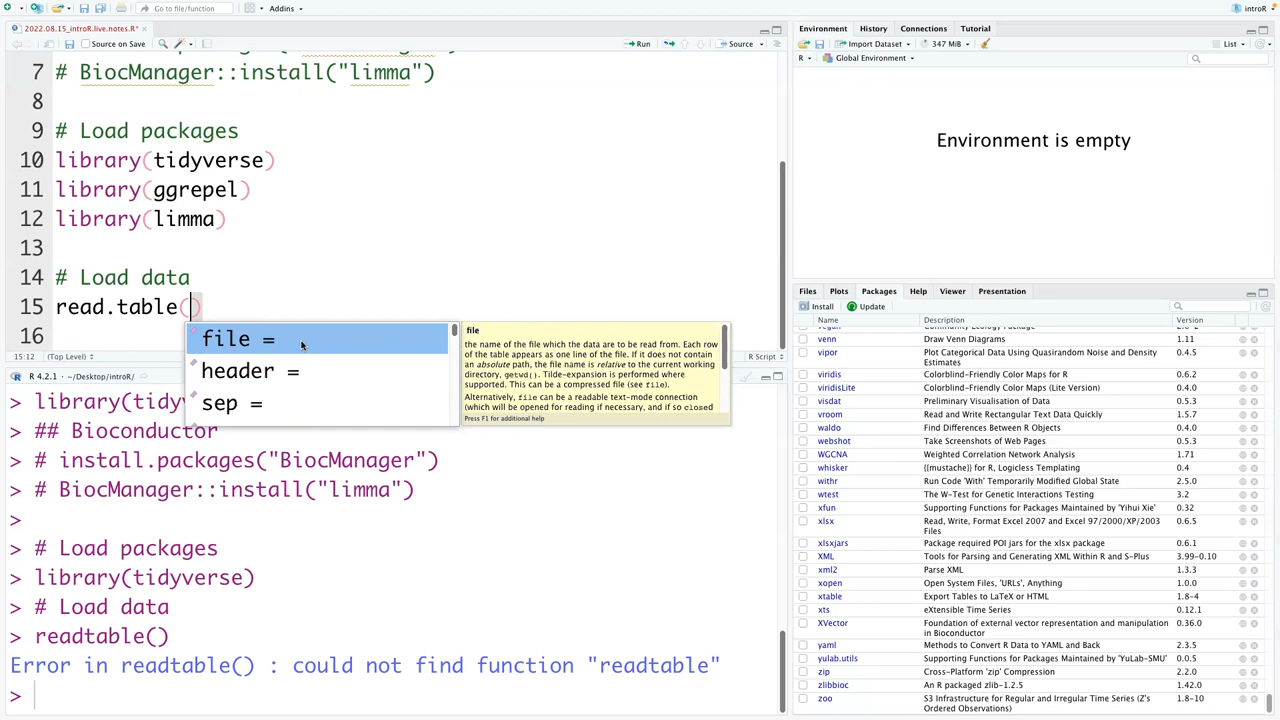 Go to file/function
Addins
introR
2022.08.15_introR.live.notes.R*
Source on Save
Run
Source
7 # BiocManager::install("limma")
8
9 # Load packages
10 library(tidyverse)
11 library(ggrepel)
12 library(limma)
13
14 # Load data
15 read.table()
16
file =
header =
sep =
file
the name of the file which the data are to be read from. Each row
of the table appears as one line of the file. If it does not contain
an absolute path, the file name is relative to the current working
directory, getwd(). Tilde-expansion is performed where
supported. This can be a compressed file (see file).
Alternatively, file can be a readable text-mode connection
(which will be opened for reading if necessary, and if so closed
Press F1 for additional help
15:12 (Top Level)
R Script
R 4.2.1 · ~/Desktop/introR/
> library(tidy
> ## Bioconductor
> # install.packages("BiocManager")
> # BiocManager::install("limma")
>
> # Load packages
> library(tidyverse)
> # Load data
> readtable()
Error in readtable() : could not find function "readtable"
>
Environment History Connections Tutorial
Import Dataset 347 MiB List
R Global Environment
Environment is empty
Files Plots Packages Help Viewer Presentation
Install Update
Name Description Version
venn Draw Venn Diagrams 1.11
vipor Plot Categorical Data Using Quasirandom Noise and Density Estimates 0.4.5
viridis Colorblind-Friendly Color Maps for R 0.6.2
viridisLite Colorblind-Friendly Color Maps (Lite Version) 0.4.0
visdat Preliminary Visualisation of Data 0.5.3
vroom Read and Write Rectangular Text Data Quickly 1.5.7
waldo Find Differences Between R Objects 0.4.0
webshot Take Screenshots of Web Pages 0.5.3
WGCNA Weighted Correlation Network Analysis 1.71
whisker {{mustache}} for R, Logicless Templating 0.4
withr Run Code 'With' Temporarily Modified Global State 2.5.0
wtest The W-Test for Genetic Interactions Testing 3.2
xfun Supporting Functions for Packages Maintained by 'Yihui Xie' 0.32
xlsx Read, Write, Format Excel 2007 and Excel 97/2000/XP/2003 Files 0.6.5
xlsxjars Package required POI jars for the xlsx package 0.6.1
XML Tools for Parsing and Generating XML Within R and S-Plus 3.99-0.10
xml2 Parse XML 1.3.3
xopen Open System Files, 'URLs', Anything 1.0.0
xtable Export Tables to LaTeX or HTML 1.8-4
xts eXtensible Time Series 0.12.1
XVector Foundation of external vector representation and manipulation in Bioconductor 0.36.0
yaml Methods to Convert R Data to YAML and Back 2.3.5
yulab.utils Supporting Functions for Packages Maintained by 'YuLab-SMU' 0.0.5
zip Cross-Platform 'zip' Compression 2.2.0
zlibbioc An R packaged zlib-1.2.5 1.42.0
zoo S3 Infrastructure for Regular and Irregular Time Series (Z's Ordered Observations) 1.8-10